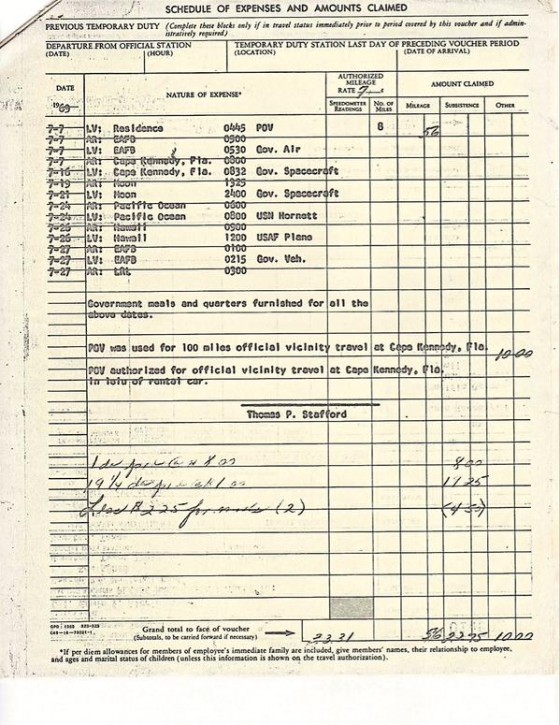 SCHEDULE OF EXPENSES AND AMOUNTS CLAIMED
PREVIOUS TEMPORARY DUTY (Complete these blocks only if in travel status immediately prior to period covered by this voucher and if administratively required)
DEPARTURE FROM OFFICIAL STATION
(DATE) (HOUR)
TEMPORARY DUTY STATION LAST DAY OF PRECEDING VOUCHER PERIOD
(LOCATION) (DATE OF ARRIVAL)
DATE
1969
NATURE OF EXPENSE*
AUTHORIZED MILEAGE RATE 7 ¢
SPEEDOMETER READINGS
NO. OF MILES
AMOUNT CLAIMED
MILEAGE SUBSISTENCE OTHER
7-7 LV: Residence 0445 POV 8 56
7-7 AR: EAFB 0500
7-7 LV: EAFB 0530 Gov. Air
7-7 AR: Cape Kennedy, Fla. 0800
7-16 LV: Cape Kennedy, Fla. 0832 Gov. Spacecraft
7-19 AR: Moon 1325
7-21 LV: Moon 2400 Gov. Spacecraft
7-24 AR: Pacific Ocean 0600
7-24 LV: Pacific Ocean 0800 USN Hornett
7-26 AR: Hawaii 0900
7-26 LV: Hawaii 1200 USAF Plane
7-27 AR: EAFB 0100
7-27 LV: EAFB 0215 Gov. Veh.
7-27 AR: 0300
Government meals and quarters furnished for all the
above dates.
POV was used for 100 miles official vicinity travel at Cape Kennedy, Fla. 10.00
POV authorized for official vicinity travel at Cape Kennedy, Fla.
in lelu of rental car.
Thomas P. Stafford
8 00
(2)
Grand total to face of voucher
(Subtotals, to be carried forward if necessary)
*If per diem allowances for members of employee's immediate family are included, give members' names, their relationship to employee,
and ages and marital status of children (unless this information is shown on the travel authorization).